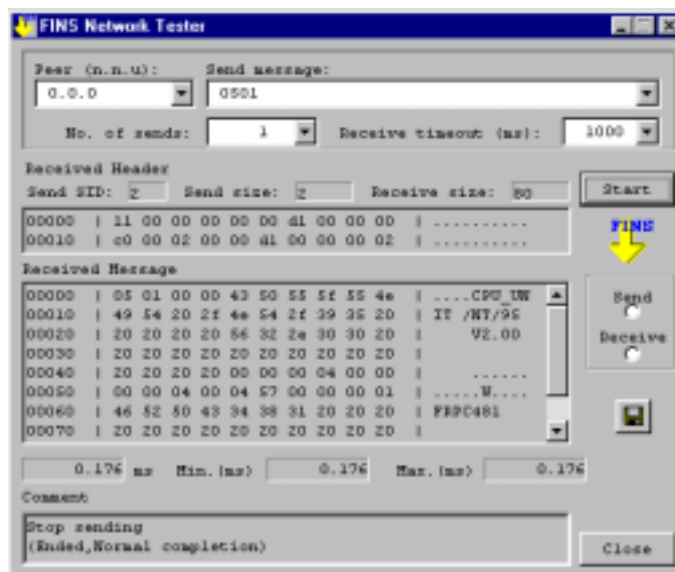 FINS Network Tester
Peer (n.n.u): Send message:
0.0.0 0501
No. of sends: 1 Receive timeout (ms): 1000
Received Header
Send SID: 2 Send size: 2 Receive size: 80
Start
00000 | 11 00 00 00 00 00 d1 00 00 00 | ..........
00010 | c0 00 02 00 00 d1 00 00 00 02 | ..........
FINS
Received Message
00000 | 05 01 00 00 43 50 55 5f 55 4e | ....CPU_UN
00010 | 49 54 20 2f 4e 54 2f 39 35 20 | IT /NT/95
00020 | 20 20 20 20 56 32 2e 30 30 20 | V2.00
00030 | 20 20 20 20 20 20 20 20 20 20 |
00040 | 20 20 20 20 00 00 00 04 00 00 | ......
00050 | 00 00 04 00 04 57 00 00 00 01 | .....W....
00060 | 46 52 50 43 34 38 31 20 20 20 | FRPC481
00070 | 20 20 20 20 20 20 20 20 20 20 |
Send
Receive
0.176 ms Min.(ms) 0.176 Max.(ms) 0.176
Comment
Stop sending
(Ended,Normal completion)
Close